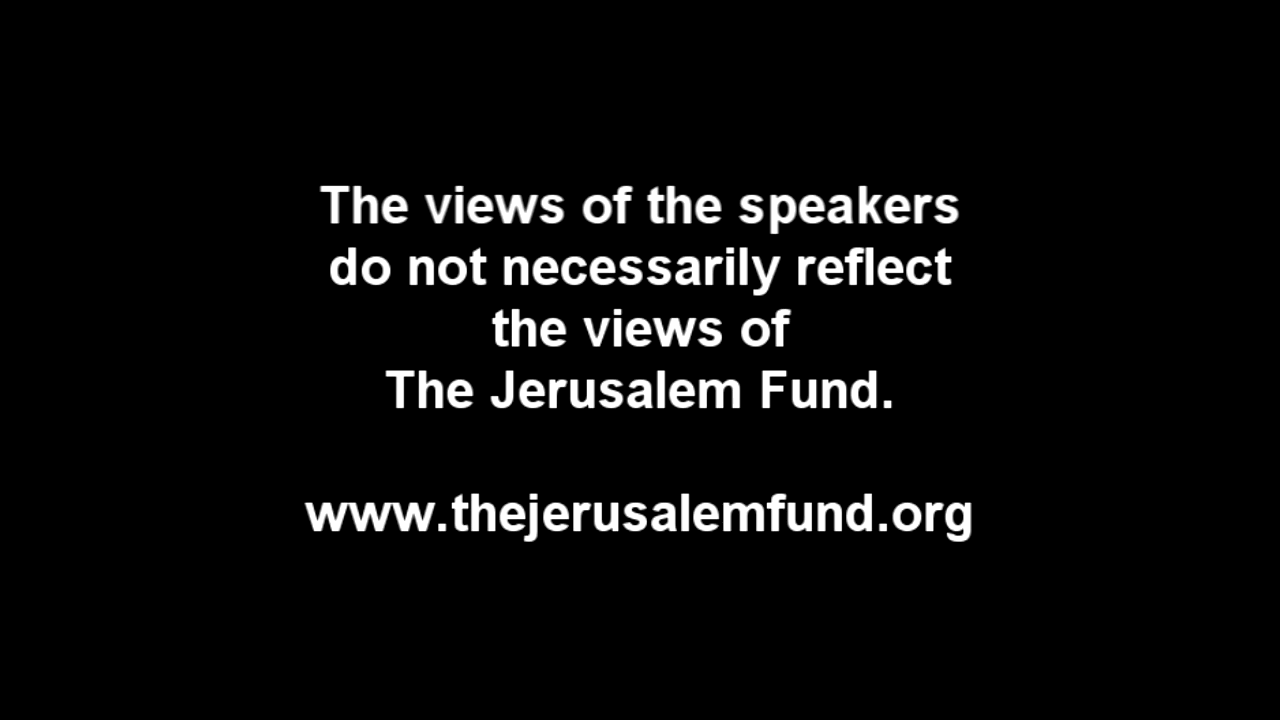 The views of the speakers
do not necessarily reflect
the views of
The Jerusalem Fund.
www.thejerusalemfund.org